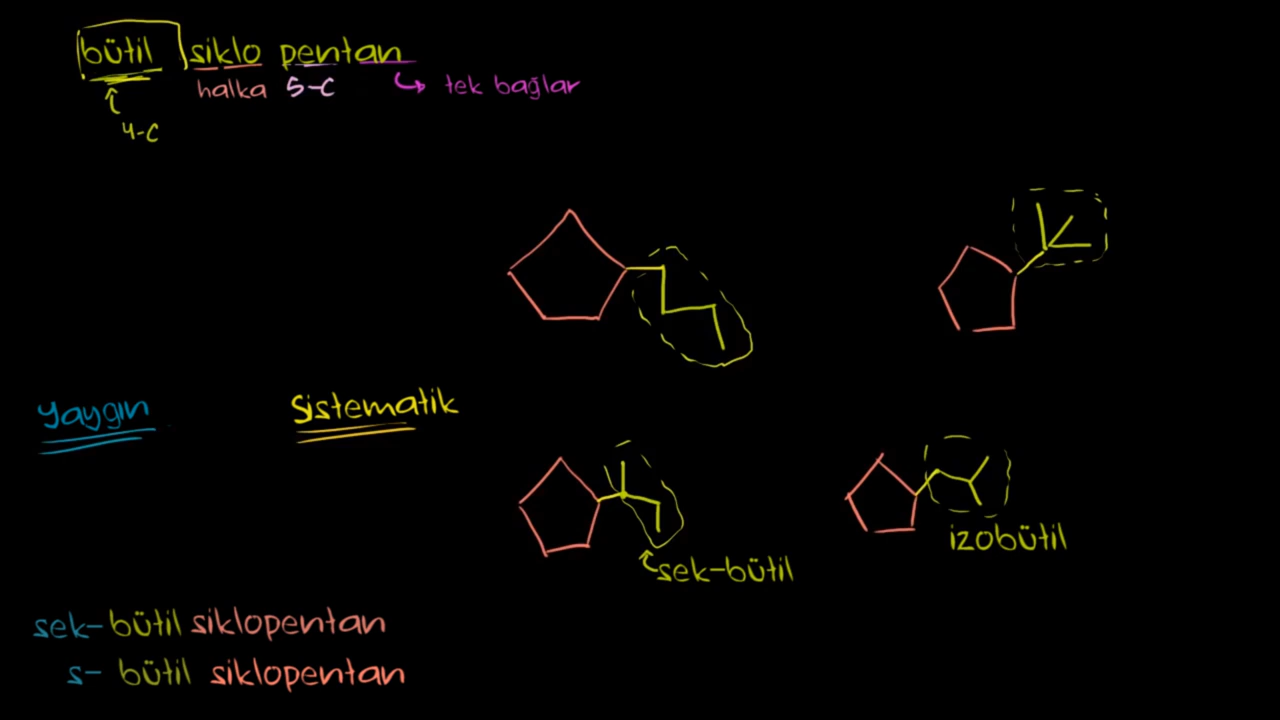 bütil siklo pentan
halka 5-C ↳ tek bağlar
4-C
yaygın
Sistematik
izobütil
sek-bütil
sek-bütil siklopentan
s- bütil siklopentan